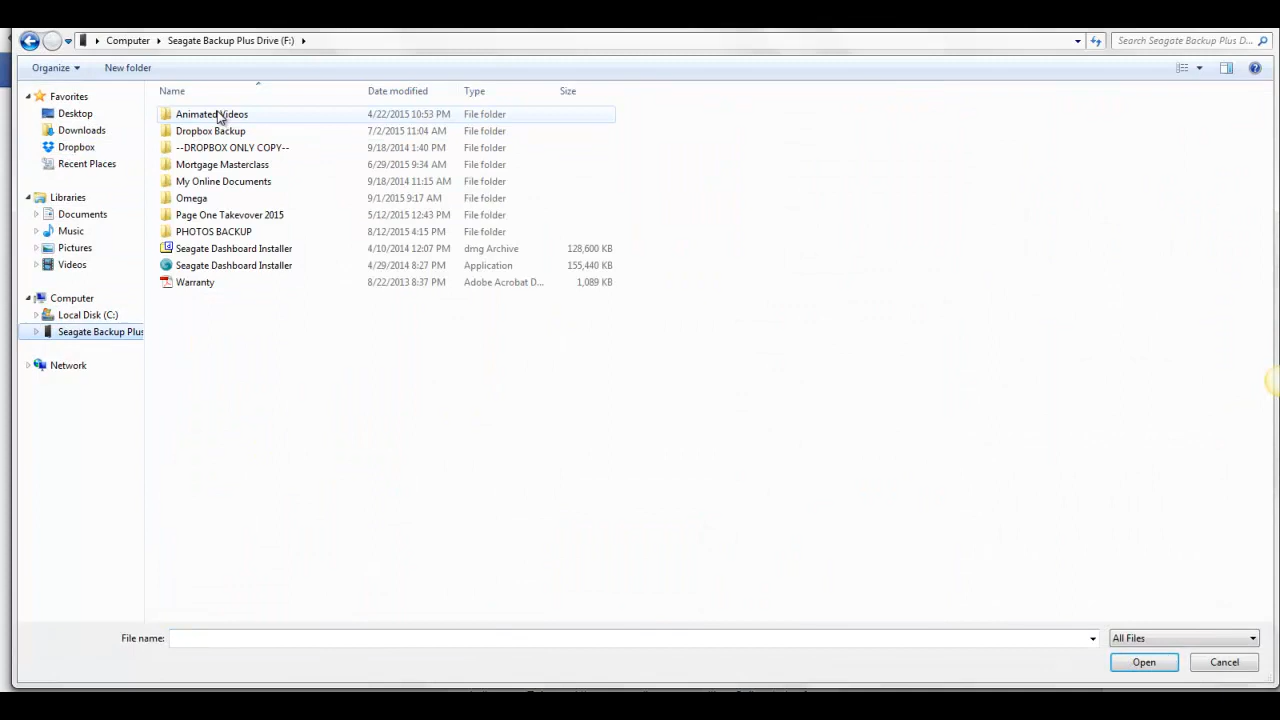 Computer Seagate Backup Plus Drive (F:) Search Seagate Backup Plus D...
Organize New folder
Name Date modified Type Size
Favorites
Desktop
Downloads
Dropbox
Recent Places
Libraries
Documents
Music
Pictures
Videos
Computer
Local Disk (C:)
Seagate Backup Plus
Network
Animated Videos 4/22/2015 10:53 PM File folder
Dropbox Backup 7/2/2015 11:04 AM File folder
--DROPBOX ONLY COPY-- 9/18/2014 1:40 PM File folder
Mortgage Masterclass 6/29/2015 9:34 AM File folder
My Online Documents 9/18/2014 11:15 AM File folder
Omega 9/1/2015 9:17 AM File folder
Page One Takevover 2015 5/12/2015 12:43 PM File folder
PHOTOS BACKUP 8/12/2015 4:15 PM File folder
Seagate Dashboard Installer 4/10/2014 12:07 PM dmg Archive 128,600 KB
Seagate Dashboard Installer 4/29/2014 8:27 PM Application 155,440 KB
Warranty 8/22/2013 8:37 PM Adobe Acrobat D... 1,089 KB
File name: All Files
Open Cancel